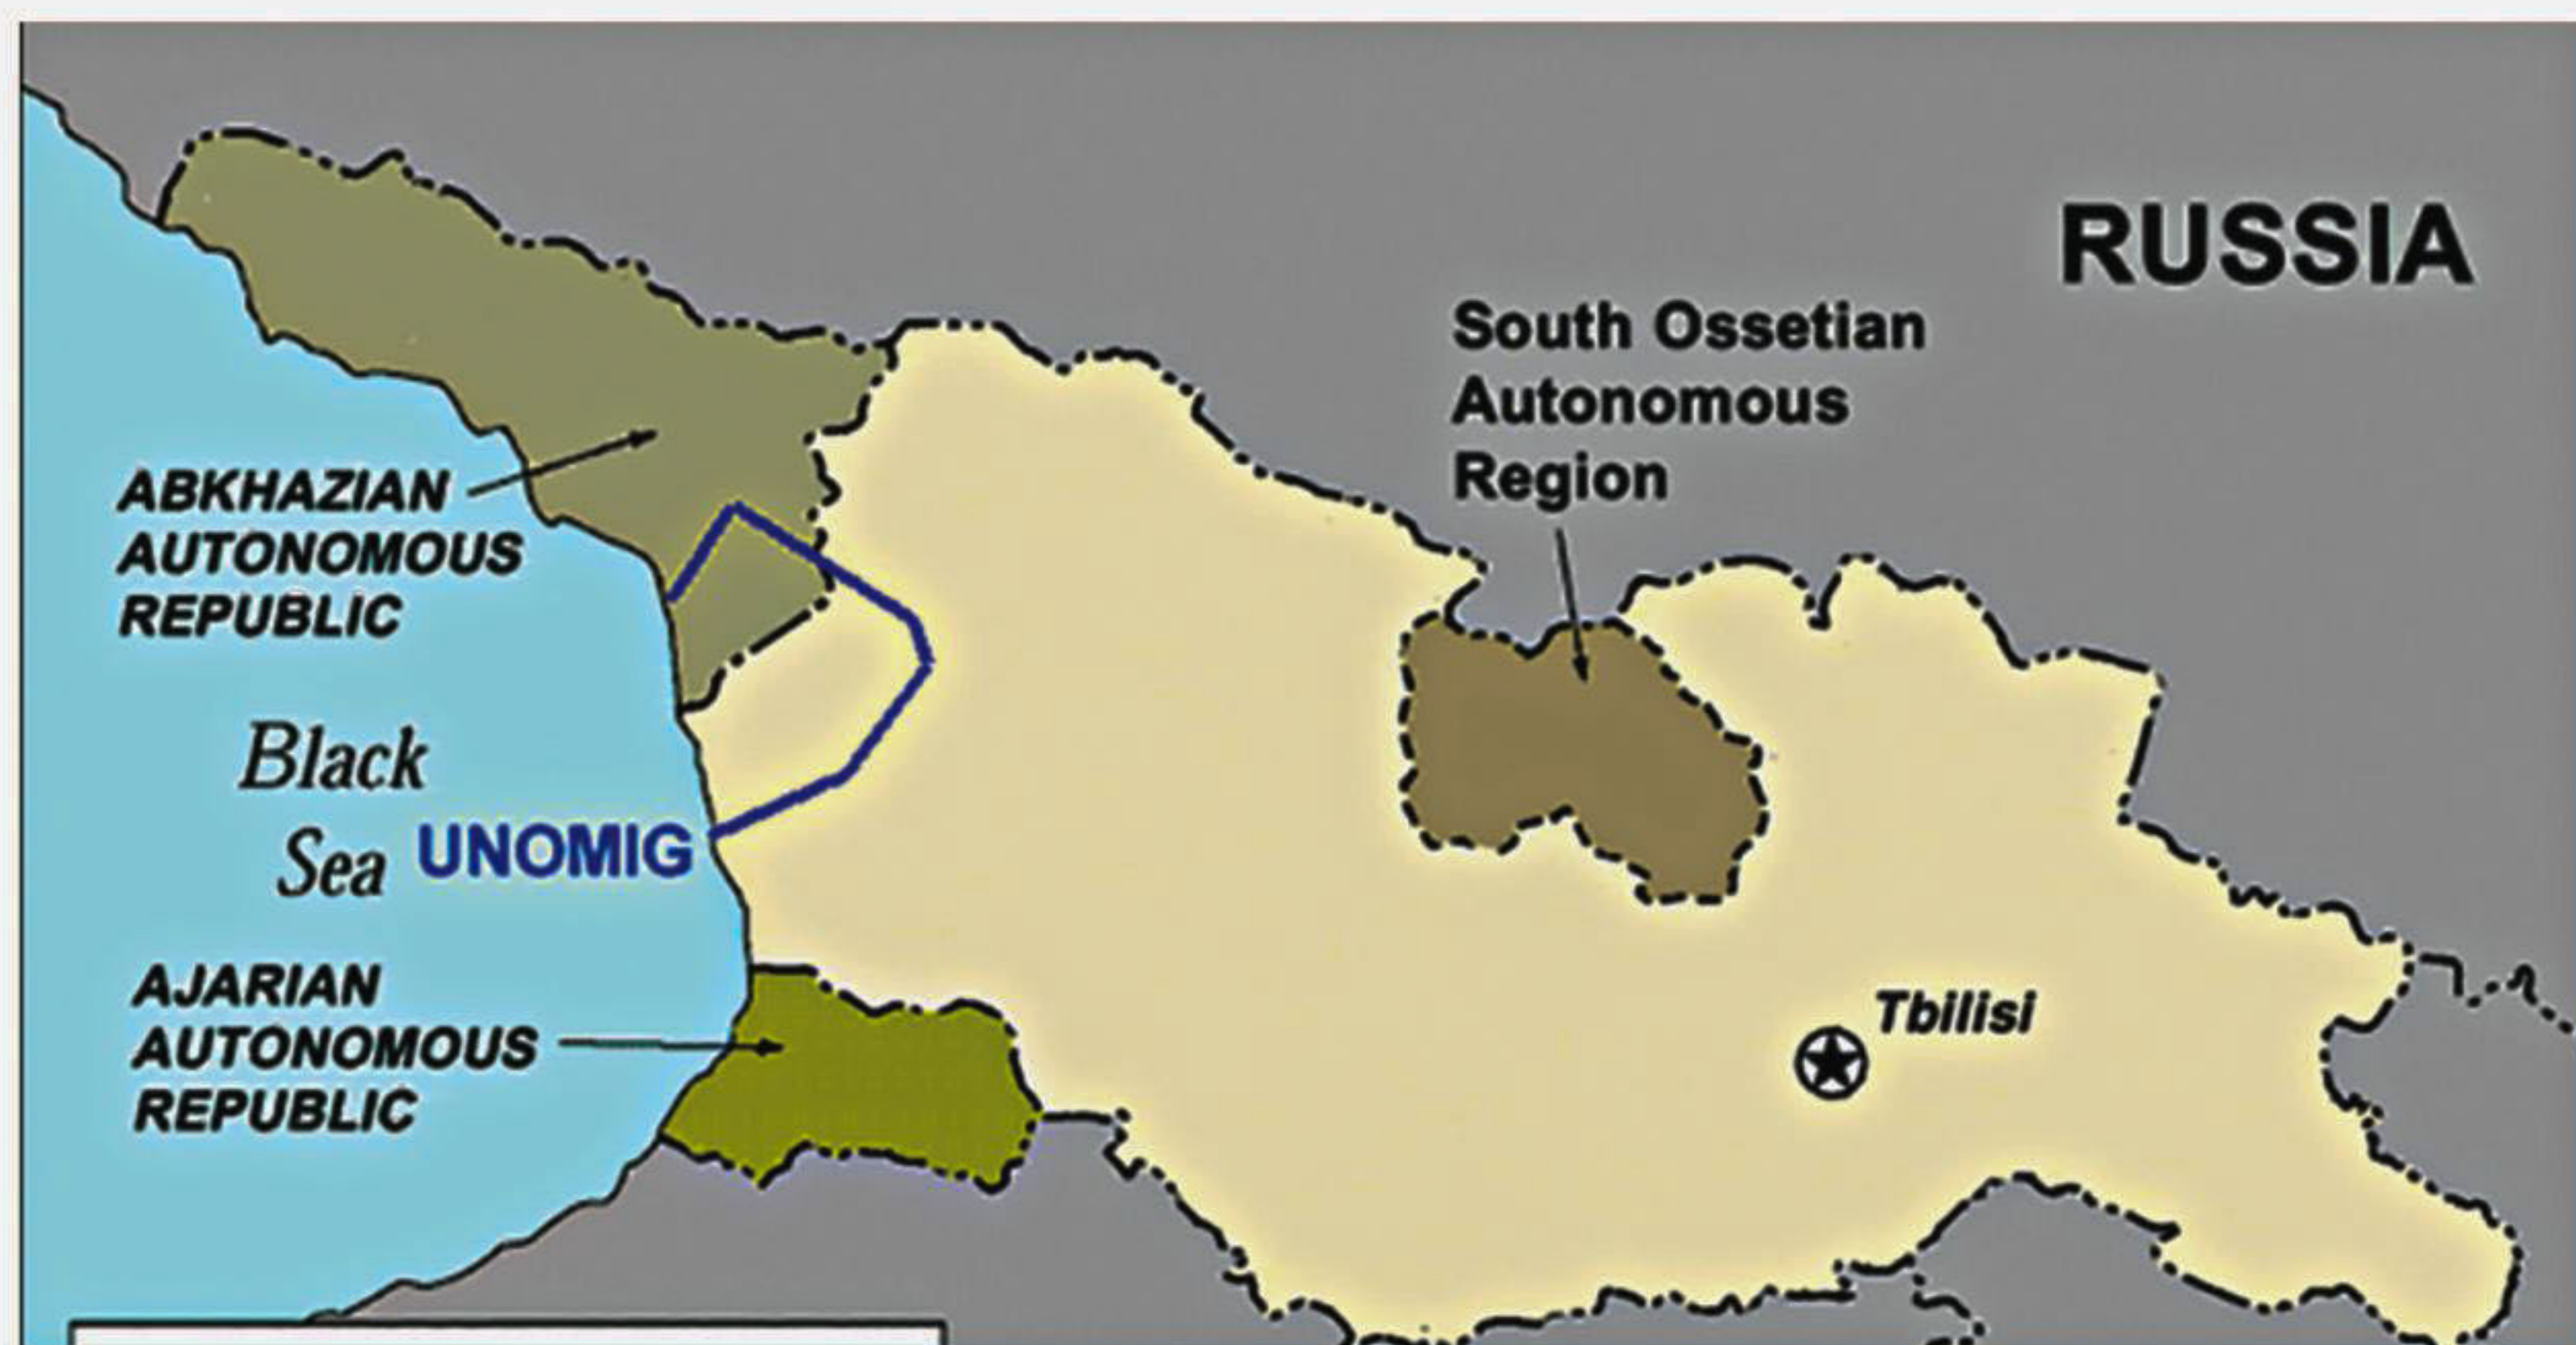 RUSSIA
South Ossetian
Autonomous
Region
ABKHAZIAN
AUTONOMOUS
REPUBLIC
Black
Sea
UNOMIG
AJARIAN
AUTONOMOUS
REPUBLIC
Tbilisi